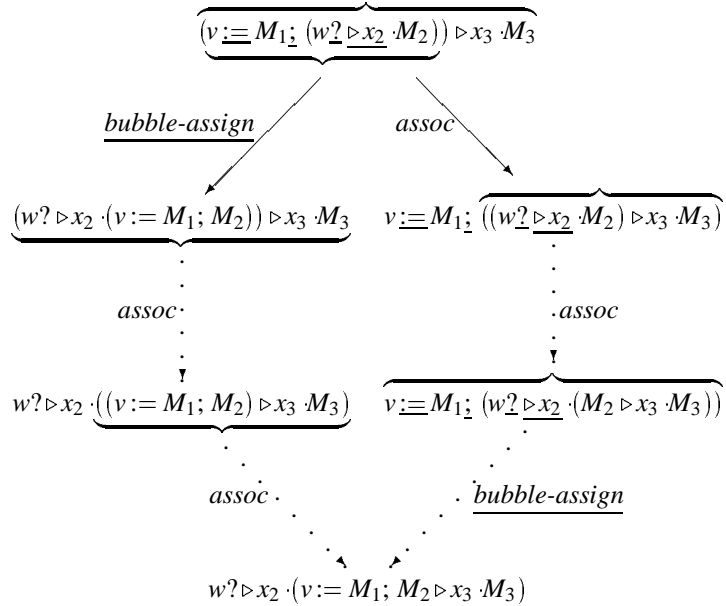 (v := M₁; (w? ▷ x₂ · M₂)) ▷ x₃ · M₃
bubble-assign assoc
(w? ▷ x₂ · (v := M₁; M₂)) ▷ x₃ · M₃ v := M₁; ((w? ▷ x₂ · M₂) ▷ x₃ · M₃)
assoc assoc
w? ▷ x₂ · ((v := M₁; M₂) ▷ x₃ · M₃) v := M₁; (w? ▷ x₂ · (M₂ ▷ x₃ · M₃))
assoc bubble-assign
w? ▷ x₂ · (v := M₁; M₂ ▷ x₃ · M₃)